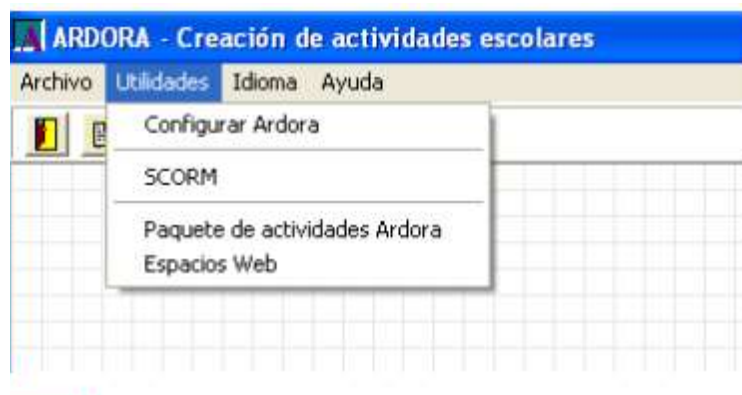 ARDORA - Creación de actividades escolares
Archivo Utilidades Idioma Ayuda
Configurar Ardora
SCORM
Paquete de actividades Ardora
Espacios Web